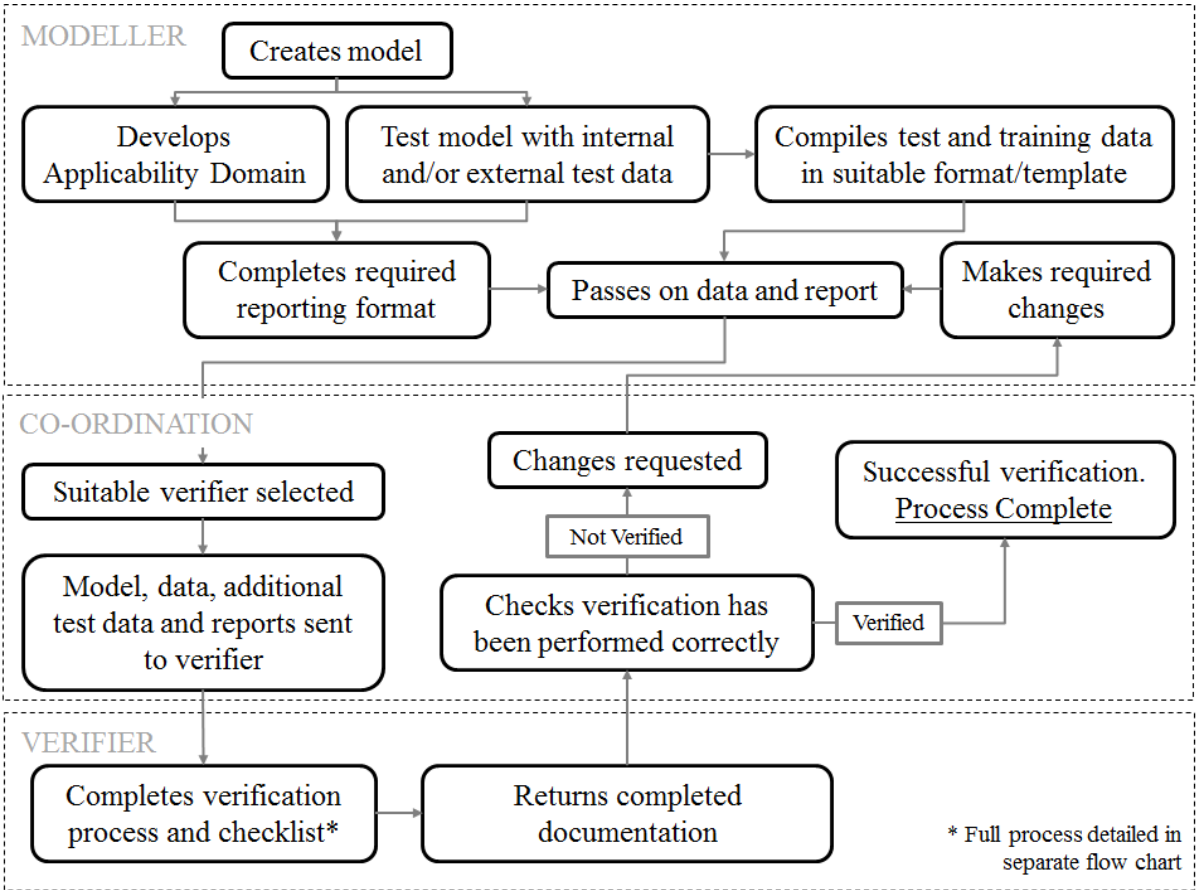 MODELLER
Creates model
Develops
Applicability Domain
Test model with internal
and/or external test data
Compiles test and training data
in suitable format/template
Completes required
reporting format
Passes on data and report
Makes required
changes
CO-ORDINATION
Suitable verifier selected
Changes requested
Successful verification.
Process Complete
Not Verified
Model, data, additional
test data and reports sent
to verifier
Checks verification has
been performed correctly
Verified
VERIFIER
Completes verification
process and checklist*
Returns completed
documentation
* Full process detailed in
separate flow chart